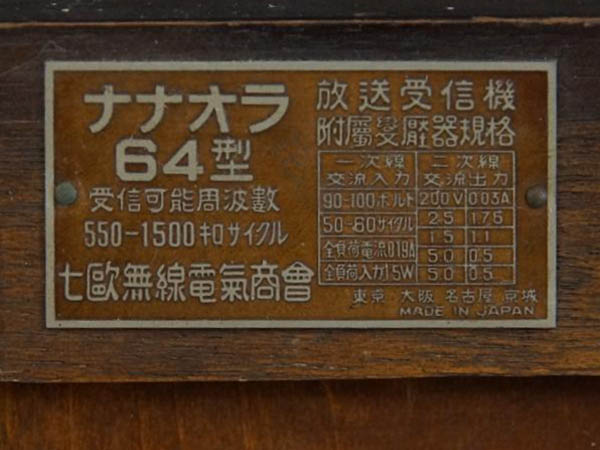 ナナオラ
64型
受信可能周波數
550-1500キロサイクル
七歐無線電氣商會
放送受信機
附屬變壓器規格
一次線 二次線
交流入力 交流出力
90-100ボルト 200V 0.03A
50-60サイクル 2.5 1.75
1.5 1.1
全負荷電流0.19A 5.0 0.5
全負荷入力15W 5.0 0.5
東京 大阪 名古屋 京城
MADE IN JAPAN